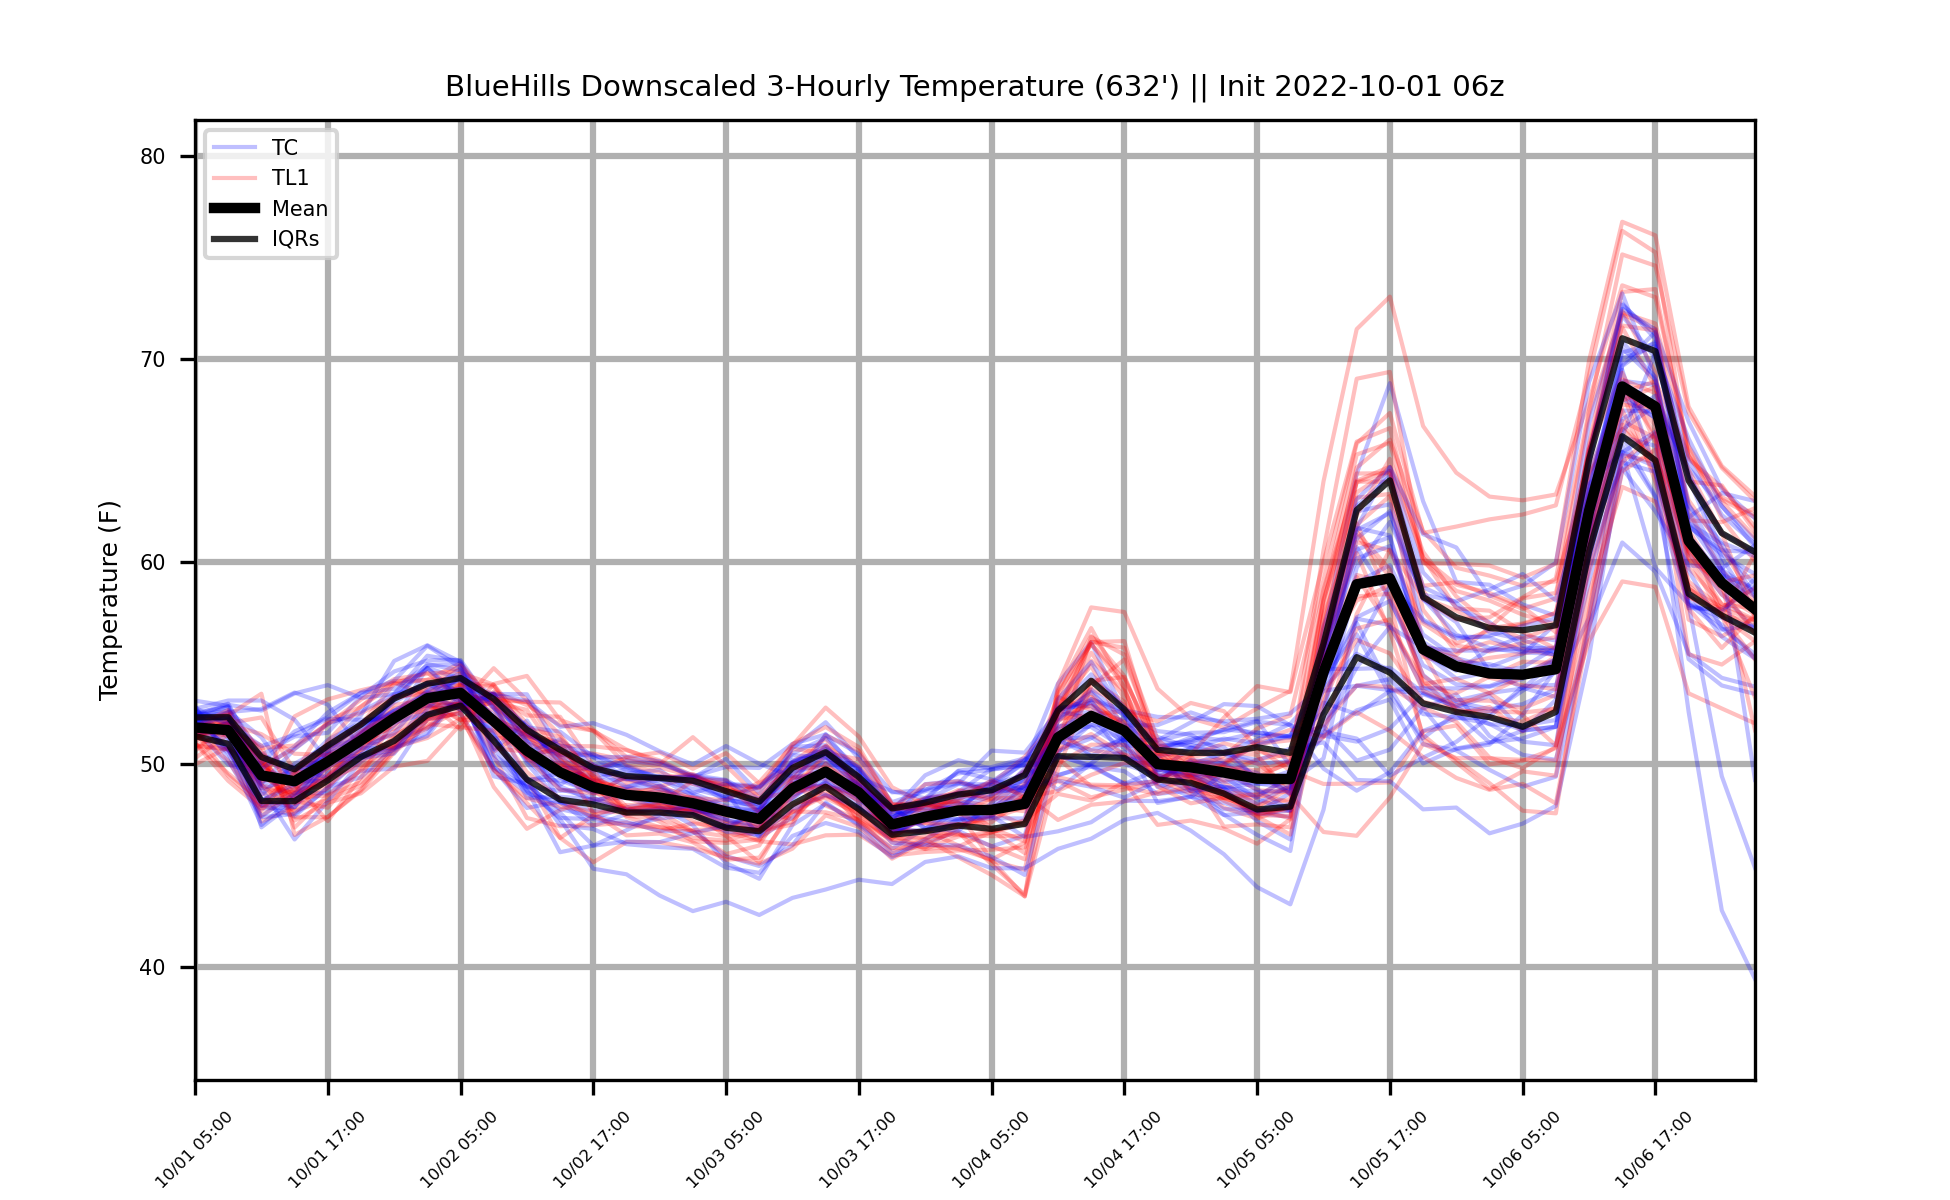 BlueHills Downscaled 3-Hourly Temperature (632') || Init 2022-10-01 06z
TC
TL1
Mean
IQRs
Temperature (F)
80
70
60
50
40
10/01 05:00
10/01 17:00
10/02 05:00
10/02 17:00
10/03 05:00
10/03 17:00
10/04 05:00
10/04 17:00
10/05 05:00
10/05 17:00
10/06 05:00
10/06 17:00